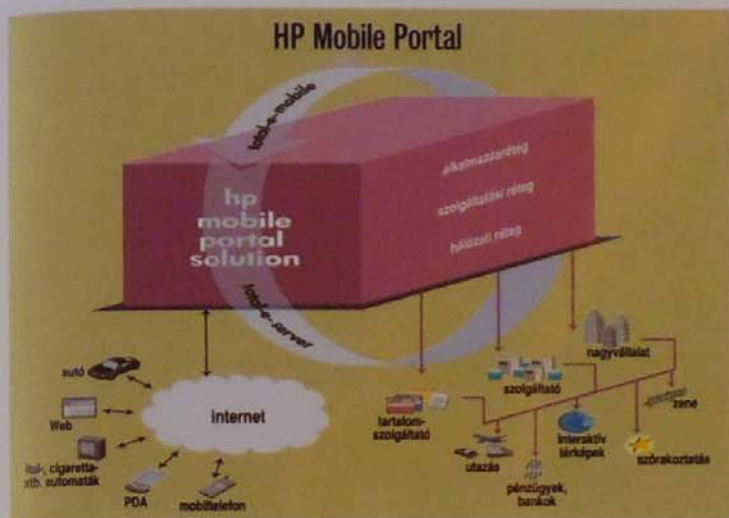 HP Mobile Portal
total-e-mobile
alkalmazásréteg
szolgáltatási réteg
hálózati réteg
hp
mobile
portal
solution
total-e-server
autó
Web
ital-, cigaretta-
stb. automaták
PDA
mobiltelefon
internet
nagyvállalat
szolgáltató
tartalom-
szolgáltató
zene
utazás
interaktív
térképek
szórakoztatás
pénzügyek,
bankok